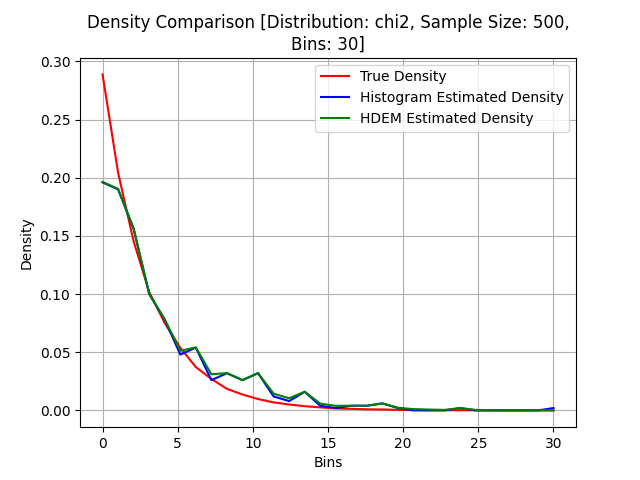 Density Comparison [Distribution: chi2, Sample Size: 500,
Bins: 30]
True Density
Histogram Estimated Density
HDEM Estimated Density
Density
0.30
0.25
0.20
0.15
0.10
0.05
0.00
0 5 10 15 20 25 30
Bins